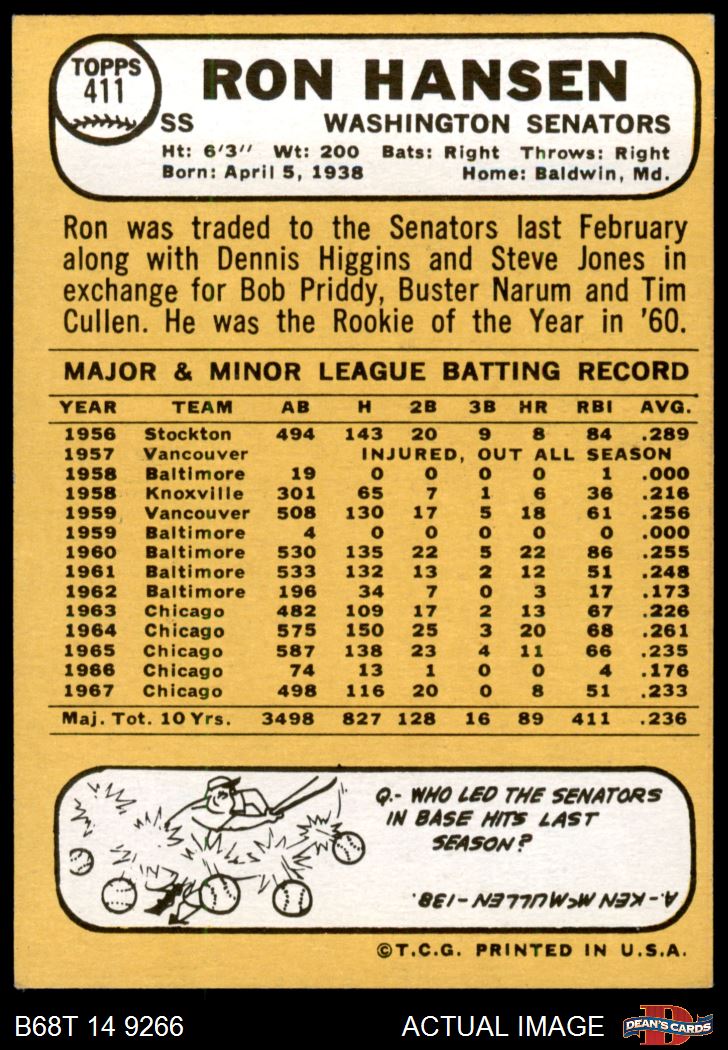 TOPPS
411
RON HANSEN
SS WASHINGTON SENATORS
Ht: 6'3" Wt: 200 Bats: Right Throws: Right
Born: April 5, 1938 Home: Baldwin, Md.
Ron was traded to the Senators last February
along with Dennis Higgins and Steve Jones in
exchange for Bob Priddy, Buster Narum and Tim
Cullen. He was the Rookie of the Year in '60.
MAJOR & MINOR LEAGUE BATTING RECORD
YEAR TEAM AB H 2B 3B HR RBI AVG.
1956 Stockton 494 143 20 9 8 84 .289
1957 Vancouver INJURED, OUT ALL SEASON
1958 Baltimore 19 0 0 0 0 1 .000
1958 Knoxville 301 65 7 1 6 36 .216
1959 Vancouver 508 130 17 5 18 61 .256
1959 Baltimore 4 0 0 0 0 0 .000
1960 Baltimore 530 135 22 5 22 86 .255
1961 Baltimore 533 132 13 2 12 51 .248
1962 Baltimore 196 34 7 0 3 17 .173
1963 Chicago 482 109 17 2 13 67 .226
1964 Chicago 575 150 25 3 20 68 .261
1965 Chicago 587 138 23 4 11 66 .235
1966 Chicago 74 13 1 0 0 4 .176
1967 Chicago 498 116 20 0 8 51 .233
Maj. Tot. 10 Yrs. 3498 827 128 16 89 411 .236
Q.- WHO LED THE SENATORS
IN BASE HITS LAST
SEASON?
A.- KEN McMULLEN-138.
©T.C.G. PRINTED IN U.S.A.
B68T 14 9266 ACTUAL IMAGE D DEAN'S CARDS